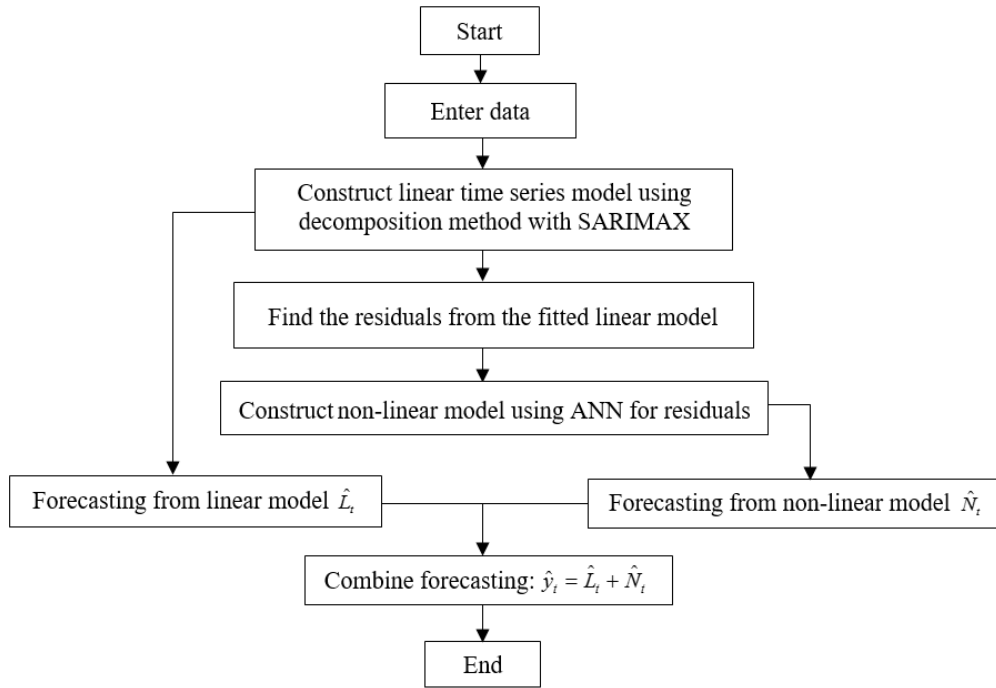 Start
Enter data
Construct linear time series model using
decomposition method with SARIMAX
Find the residuals from the fitted linear model
Construct non-linear model using ANN for residuals
Forecasting from linear model L̂ₜ
Forecasting from non-linear model N̂ₜ
Combine forecasting: ŷₜ = L̂ₜ + N̂ₜ
End